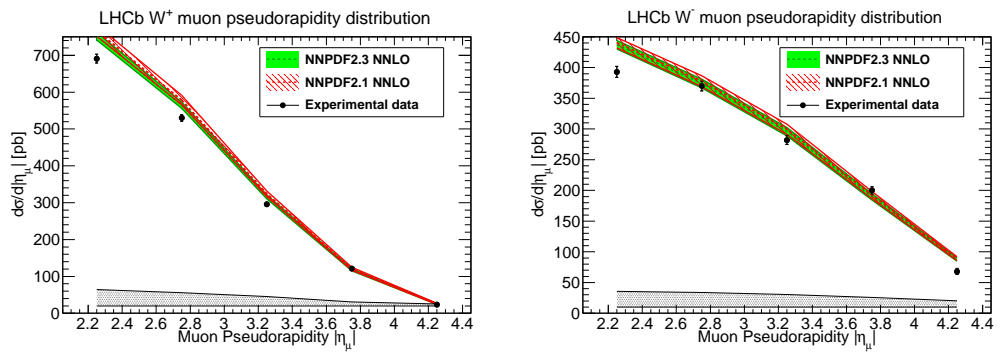 LHCb W⁺ muon pseudorapidity distribution
NNPDF2.3 NNLO
NNPDF2.1 NNLO
Experimental data
dσ/d|η_μ| [pb]
700
600
500
400
300
200
100
0
2.2 2.4 2.6 2.8 3 3.2 3.4 3.6 3.8 4 4.2 4.4
Muon Pseudorapidity |η_μ|
LHCb W⁻ muon pseudorapidity distribution
NNPDF2.3 NNLO
NNPDF2.1 NNLO
Experimental data
dσ/d|η_μ| [pb]
450
400
350
300
250
200
150
100
50
0
2.2 2.4 2.6 2.8 3 3.2 3.4 3.6 3.8 4 4.2 4.4
Muon Pseudorapidity |η_μ|